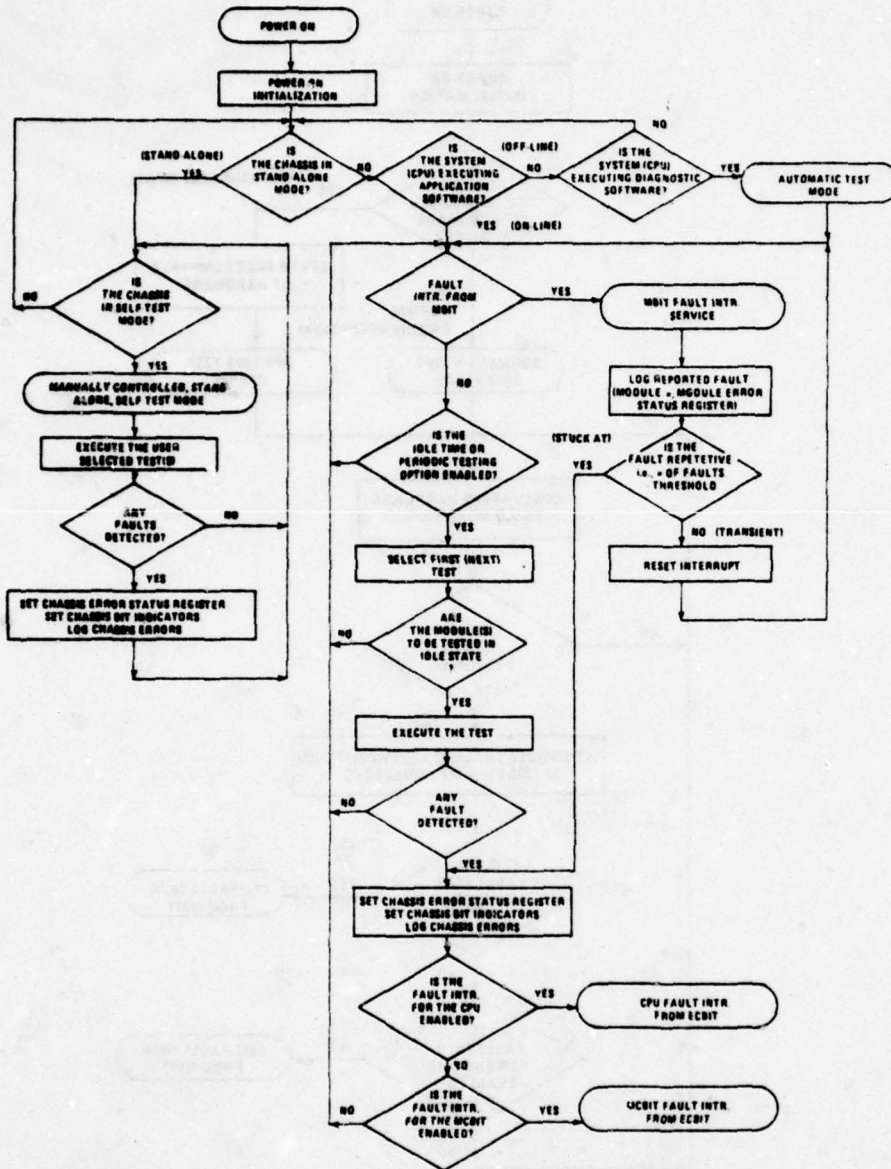 POWER ON
POWER ON
INITIALIZATION
NO
(STAND-ALONE)
YES
IS
THE CHASSIS IN
STAND ALONE
MODE?
NO
IS
THE SYSTEM
(CPU) EXECUTING
APPLICATION
SOFTWARE?
(OFF-LINE)
NO
IS THE
SYSTEM (CPU)
EXECUTING DIAGNOSTIC
SOFTWARE?
YES
AUTOMATIC TEST
MODE
YES (ON-LINE)
NO
IS
THE CHASSIS
IN SELF TEST
MODE?
YES
MANUALLY CONTROLLED, STAND
ALONE, SELF TEST MODE
EXECUTE THE USER
SELECTED TEST(S)
ANY
FAULTS
DETECTED?
NO
YES
SET CHASSIS ERROR STATUS REGISTER
SET CHASSIS BIT INDICATORS
LOG CHASSIS ERRORS
FAULT
INTR. FROM
MBIT
YES
MBIT FAULT INTR.
SERVICE
NO
LOG REPORTED FAULT
(MODULE #, MODULE ERROR
STATUS REGISTER)
IS THE
IDLE TIME OR
PERIODIC TESTING
OPTION ENABLED?
NO
(STUCK AT)
YES
IS THE
FAULT REPETETIVE
i.e., # OF FAULTS
THRESHOLD
NO (TRANSIENT)
RESET INTERRUPT
YES
SELECT FIRST (NEXT)
TEST
NO
ARE
THE MODULE(S)
TO BE TESTED IN
IDLE STATE
?
YES
EXECUTE THE TEST
NO
ANY
FAULT
DETECTED?
YES
SET CHASSIS ERROR STATUS REGISTER
SET CHASSIS BIT INDICATORS
LOG CHASSIS ERRORS
IS THE
FAULT INTR.
FOR THE CPU
ENABLED?
YES
CPU FAULT INTR.
FROM ECBIT
NO
NO
IS THE
FAULT INTR.
FOR THE MCBIT
ENABLED?
YES
MCBIT FAULT INTR.
FROM ECBIT